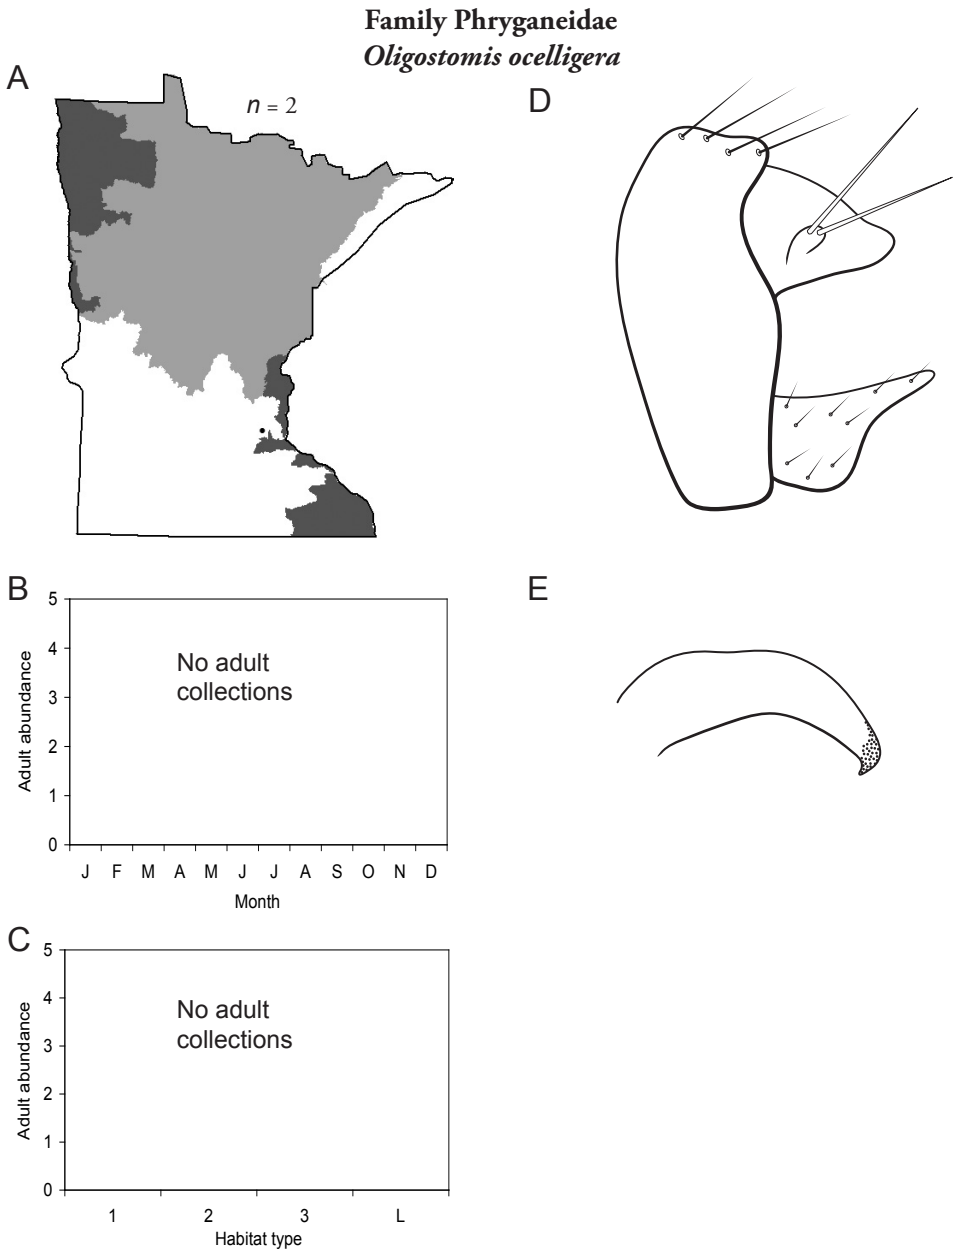 Family Phryganeidae
Oligostomis ocelligera
A
n = 2
D
B
5
4
3
2
1
0
Adult abundance
No adult
collections
J F M A M J J A S O N D
Month
E
C
5
4
3
2
1
0
Adult abundance
No adult
collections
1 2 3 L
Habitat type